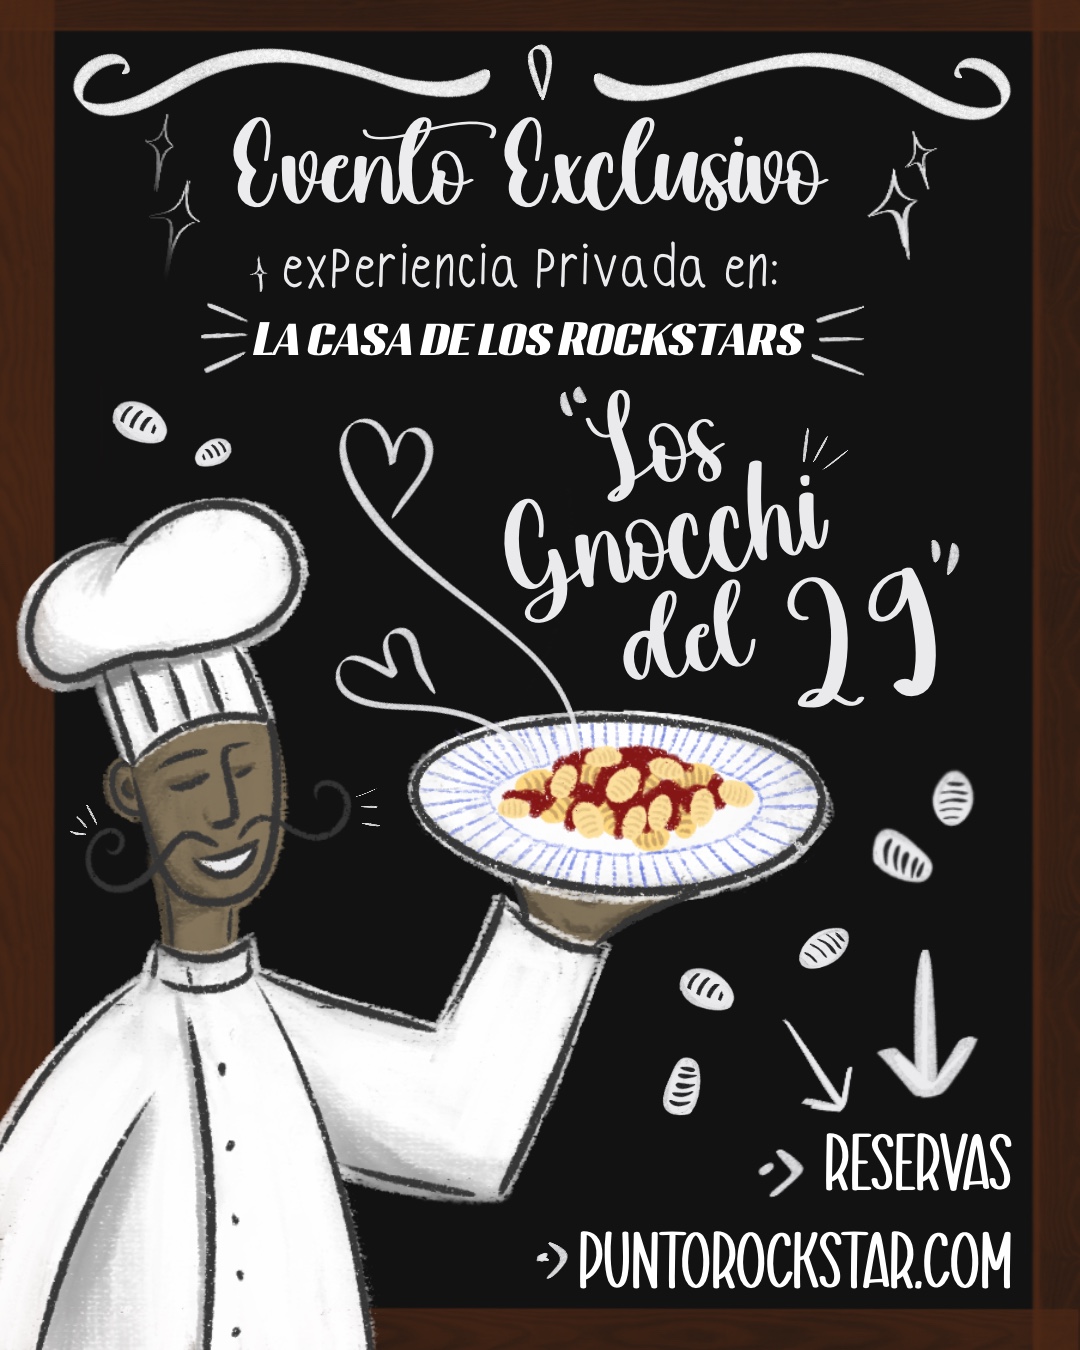 Evento Exclusivo
exPeriencia Privada en:
LA CASA DE LOS ROCKSTARS
"Los
Gnocchi
del 29"
RESERVAS
PUNTOROCKSTAR.COM